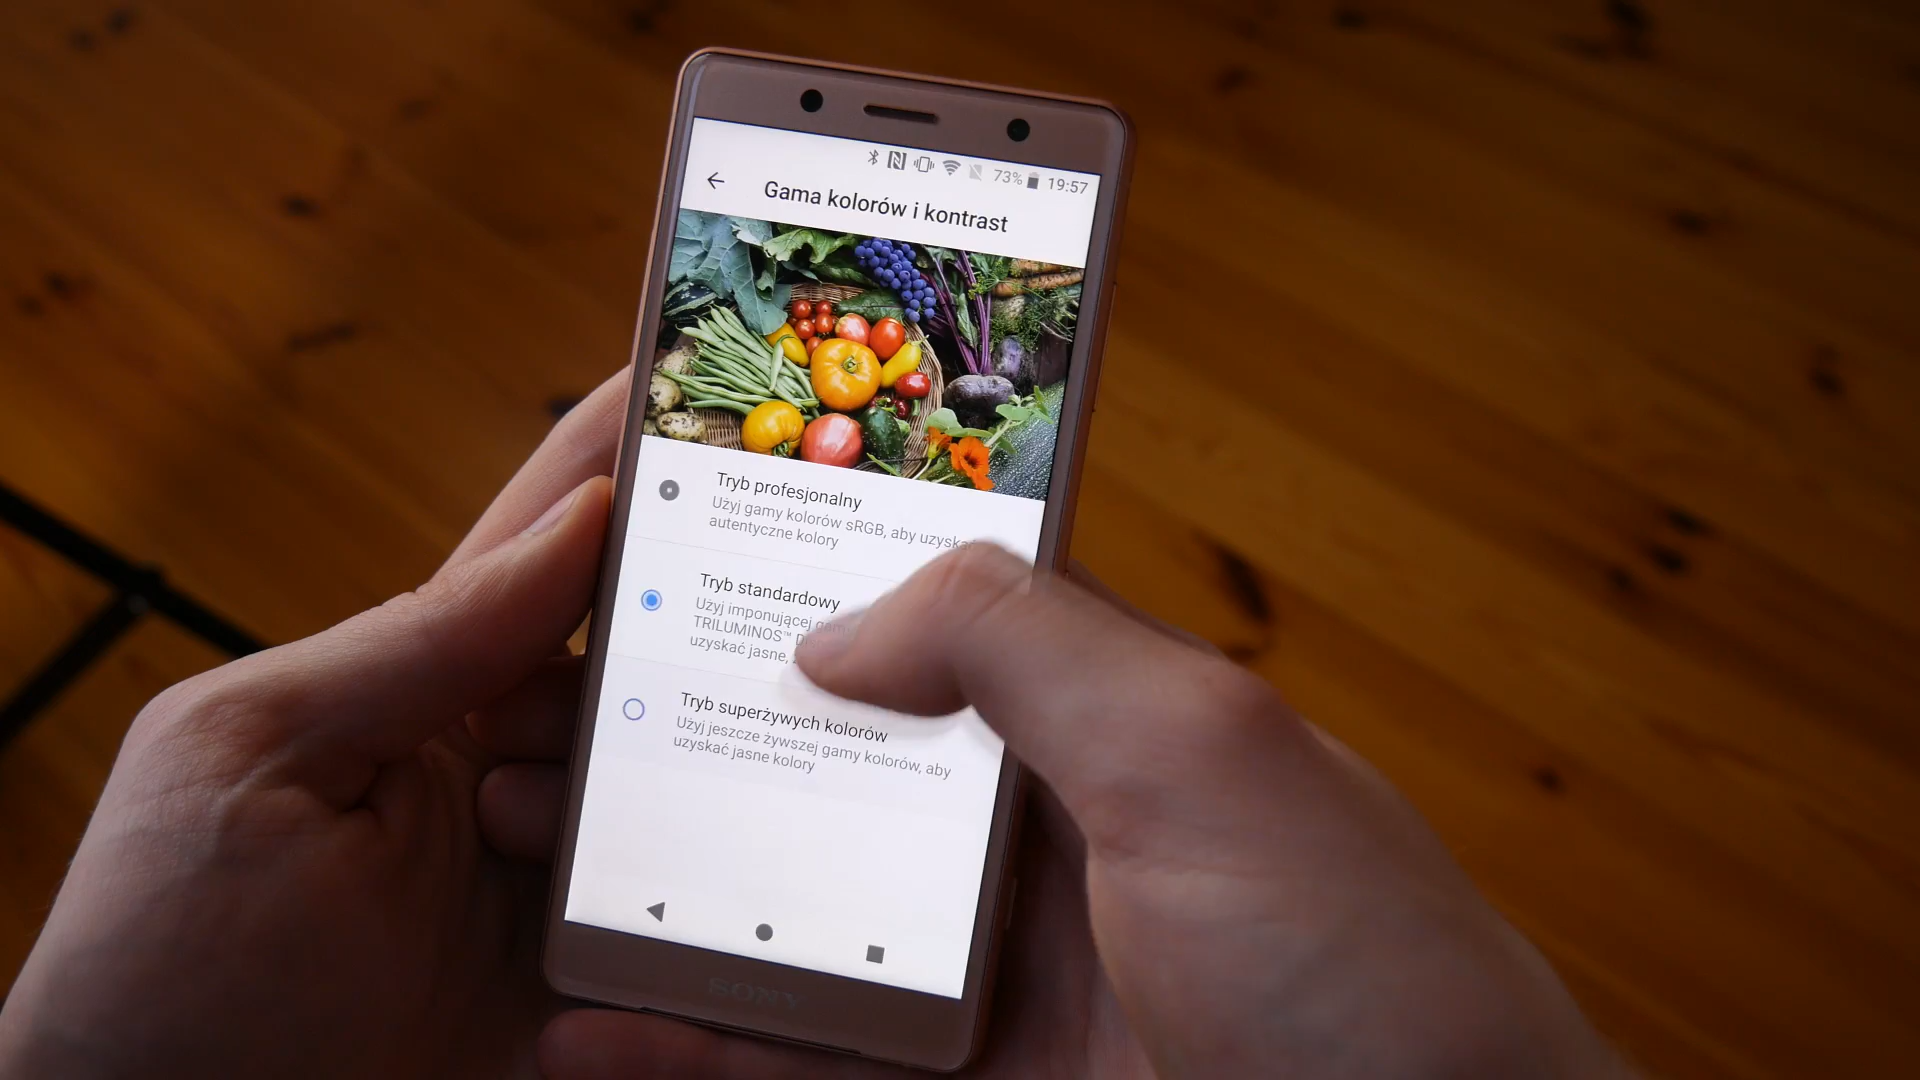 73% 19:57
Gama kolorów i kontrast
Tryb profesjonalny
Użyj gamy kolorów sRGB, aby uzyskać
autentyczne kolory
Tryb standardowy
Użyj imponującej gamy
TRILUMINOS™
uzyskać jasne,
Tryb superżywych kolorów
Użyj jeszcze żywszej gamy kolorów, aby
uzyskać jasne kolory
SONY